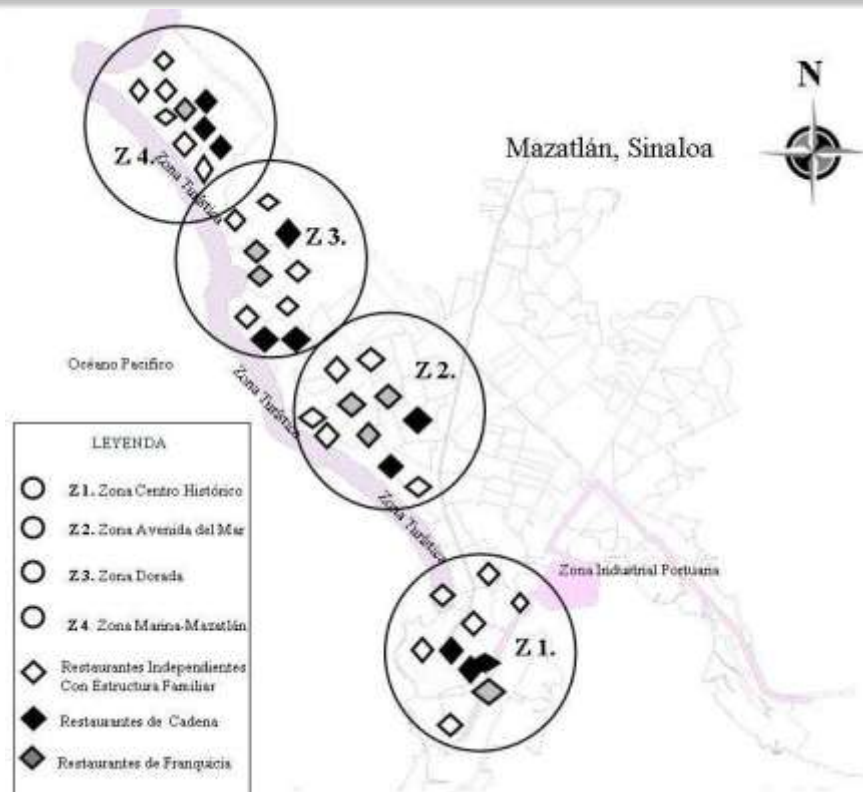 N
Mazatlán, Sinaloa
Z 4.
Zona Turística
Z 3.
Océano Pacifico
Zona Turística
Z 2.
Zona Turística
Zona Industrial Portuaria
Z 1.
LEYENDA
Z 1. Zona Centro Histórico
Z 2. Zona Avenida del Mar
Z 3. Zona Dorada
Z 4 Zona Marina-Mazatlán
Restaurantes Independientes
Con Estructura Familiar
Restaurantes de Cadena
Restaurantes de Franquicia